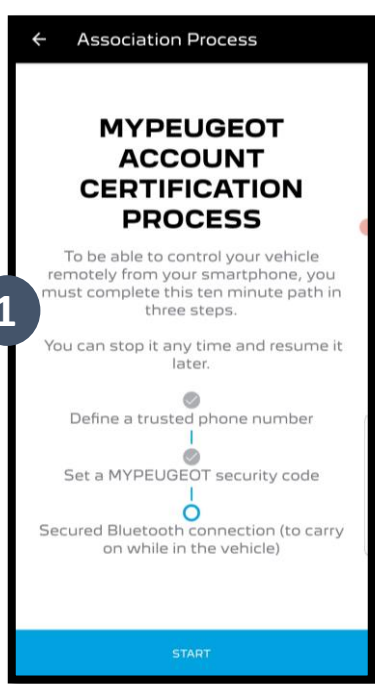 Association Process
MYPEUGEOT
ACCOUNT
CERTIFICATION
PROCESS
To be able to control your vehicle
remotely from your smartphone, you
must complete this ten minute path in
three steps.
1
You can stop it any time and resume it
later.
Define a trusted phone number
Set a MYPEUGEOT security code
Secured Bluetooth connection (to carry
on while in the vehicle)
START